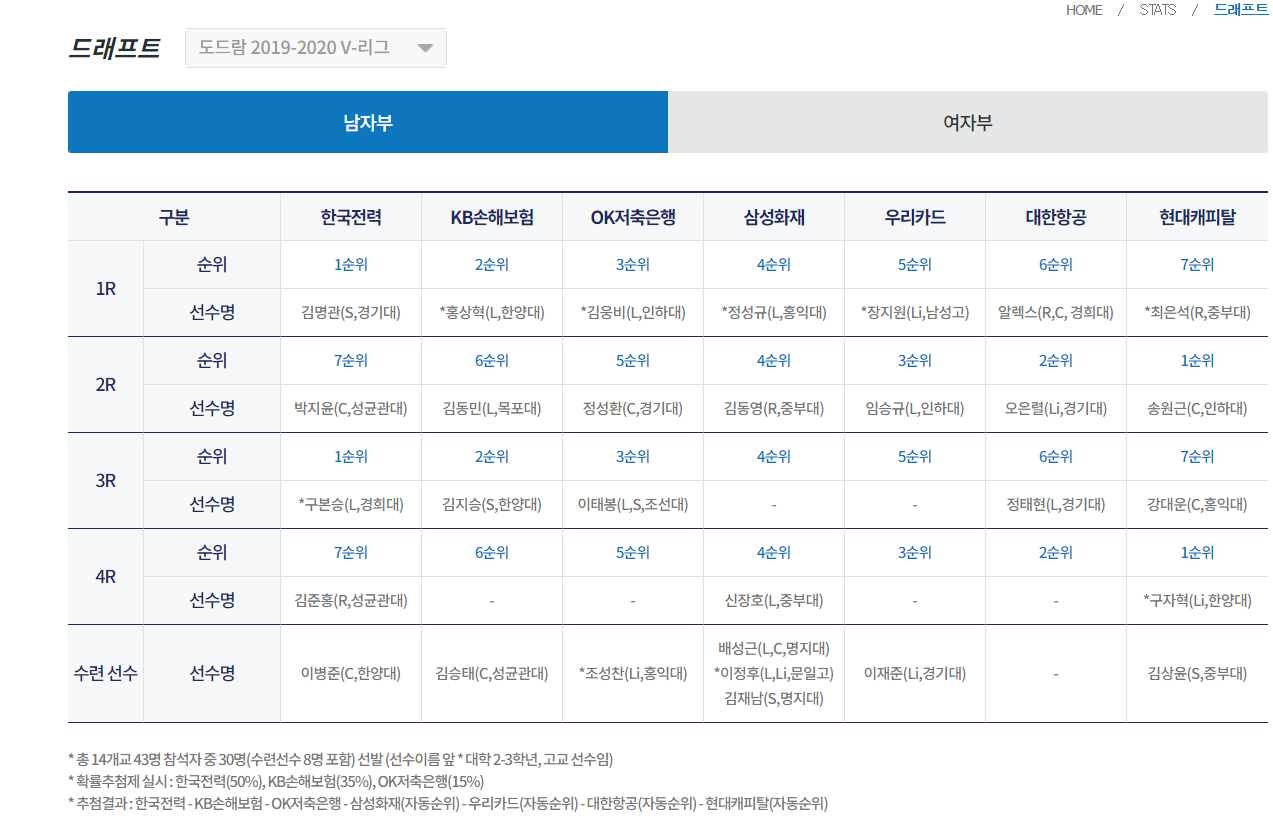 HOME / STATS / 드래프트
드래프트 도드람 2019-2020 V-리그
남자부 여자부
구분 한국전력 KB손해보험 OK저축은행 삼성화재 우리카드 대한항공 현대캐피탈
1R 순위 1순위 2순위 3순위 4순위 5순위 6순위 7순위
선수명 김명관(S,경기대) *홍상혁(L,한양대) *김웅비(L,인하대) *정성규(L,홍익대) *장지원(Li,남성고) 알렉스(R,C, 경희대) *최은석(R,중부대)
2R 순위 7순위 6순위 5순위 4순위 3순위 2순위 1순위
선수명 박지윤(C,성균관대) 김동민(L,목포대) 정성환(C,경기대) 김동영(R,중부대) 임승규(L,인하대) 오은렬(Li,경기대) 송원근(C,인하대)
3R 순위 1순위 2순위 3순위 4순위 5순위 6순위 7순위
선수명 *구본승(L,경희대) 김지승(S,한양대) 이태봉(L,S,조선대) - - 정태현(L,경기대) 강대운(C,홍익대)
4R 순위 7순위 6순위 5순위 4순위 3순위 2순위 1순위
선수명 김준홍(R,성균관대) - - 신장호(L,중부대) - - *구자혁(Li,한양대)
수련 선수 선수명 이병준(C,한양대) 김승태(C,성균관대) *조성찬(Li,홍익대) 배성근(L,C,명지대)
*이정후(L,Li,문일고)
김재남(S,명지대) 이재준(Li,경기대) - 김상윤(S,중부대)
* 총 14개교 43명 참석자 중 30명(수련선수 8명 포함) 선발 (선수이름 앞 * 대학 2-3학년, 고교 선수임)
* 확률추첨제 실시 : 한국전력(50%), KB손해보험(35%), OK저축은행(15%)
* 추첨결과 : 한국전력 - KB손해보험 - OK저축은행 - 삼성화재(자동순위) - 우리카드(자동순위) - 대한항공(자동순위) - 현대캐피탈(자동순위)